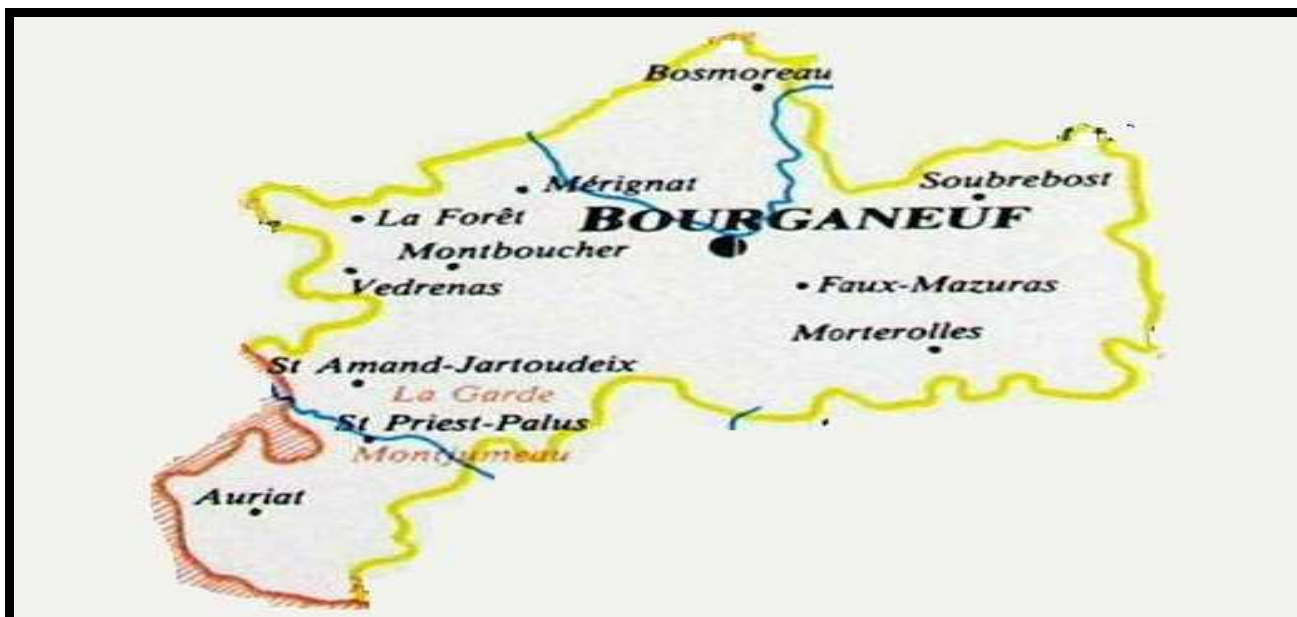 Bosmoreau
Soubrebost
Mérignat
La Forêt
BOURGANEUF
Montboucher
Vedrenas
Faux-Mazuras
Morterolles
St Amand-Jartoudeix
La Garde
St Priest-Palus
Montjumeau
Auriat